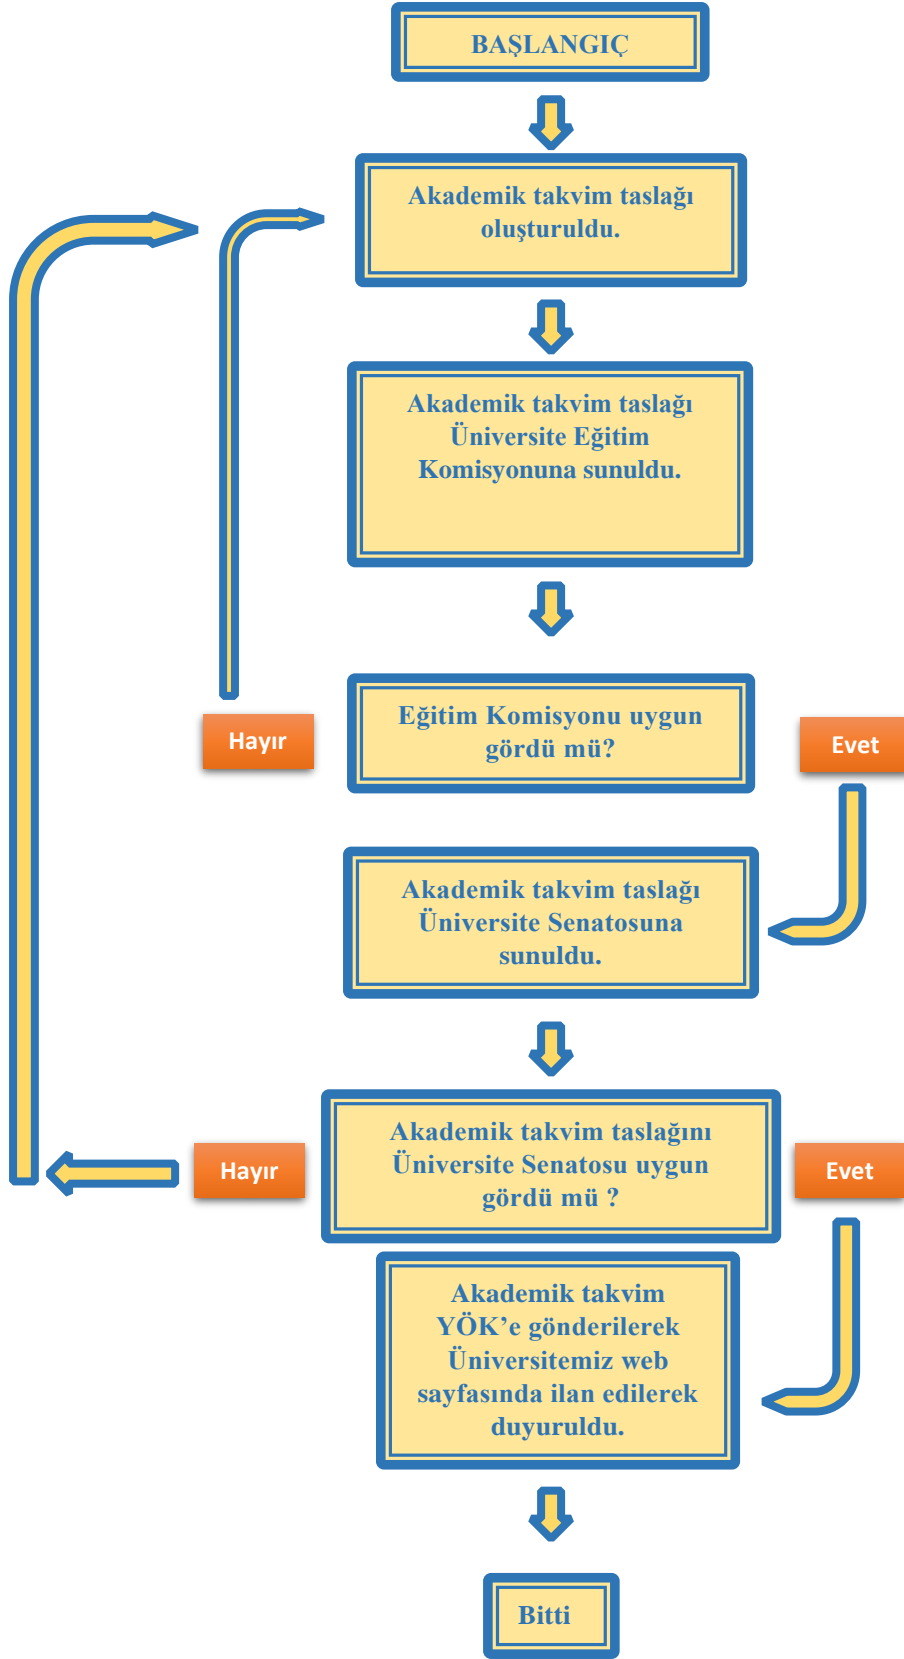 BAŞLANGIÇ
Akademik takvim taslağı
oluşturuldu.
Akademik takvim taslağı
Üniversite Eğitim
Komisyonuna sunuldu.
Hayır
Eğitim Komisyonu uygun
gördü mü?
Evet
Akademik takvim taslağı
Üniversite Senatosuna
sunuldu.
Hayır
Akademik takvim taslağını
Üniversite Senatosu uygun
gördü mü ?
Evet
Akademik takvim
YÖK’e gönderilerek
Üniversitemiz web
sayfasında ilan edilerek
duyuruldu.
Bitti